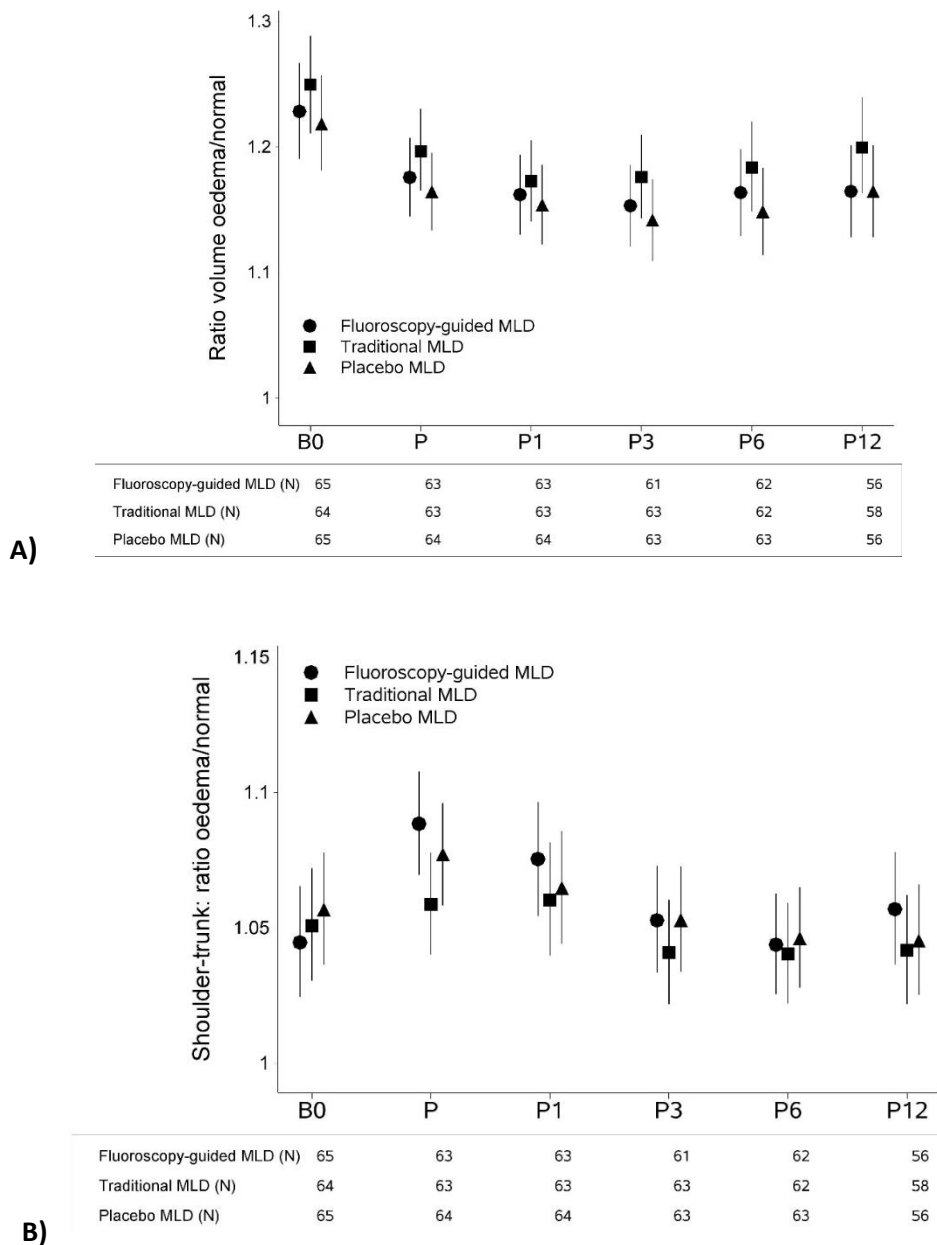 1.3
1.2
1.1
1
Ratio volume oedema/normal
Fluoroscopy-guided MLD
Traditional MLD
Placebo MLD
B0 P P1 P3 P6 P12
Fluoroscopy-guided MLD (N) 65 63 63 61 62 56
Traditional MLD (N) 64 63 63 63 62 58
Placebo MLD (N) 65 64 64 63 63 56
A)
1.15
1.1
1.05
1
Shoulder-trunk: ratio oedema/normal
Fluoroscopy-guided MLD
Traditional MLD
Placebo MLD
B0 P P1 P3 P6 P12
Fluoroscopy-guided MLD (N) 65 63 63 61 62 56
Traditional MLD (N) 64 63 63 63 62 58
Placebo MLD (N) 65 64 64 63 63 56
B)